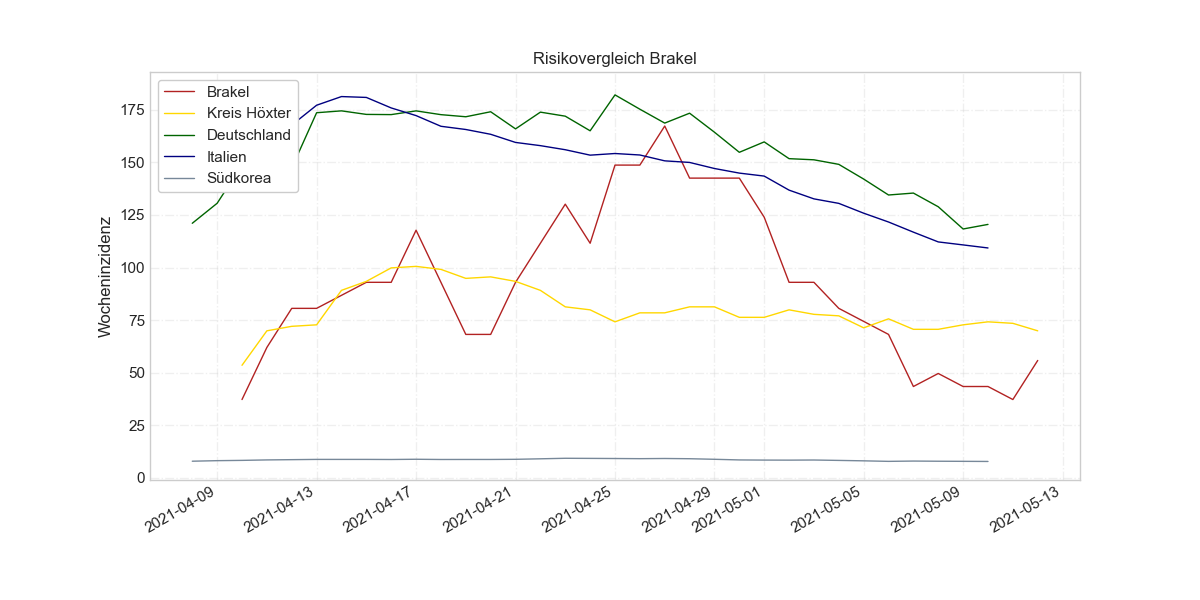 Risikovergleich Brakel
Brakel
Kreis Höxter
Deutschland
Italien
Südkorea
Wocheninzidenz
175
150
125
100
75
50
25
0
2021-04-09
2021-04-13
2021-04-17
2021-04-21
2021-04-25
2021-04-29
2021-05-01
2021-05-05
2021-05-09
2021-05-13